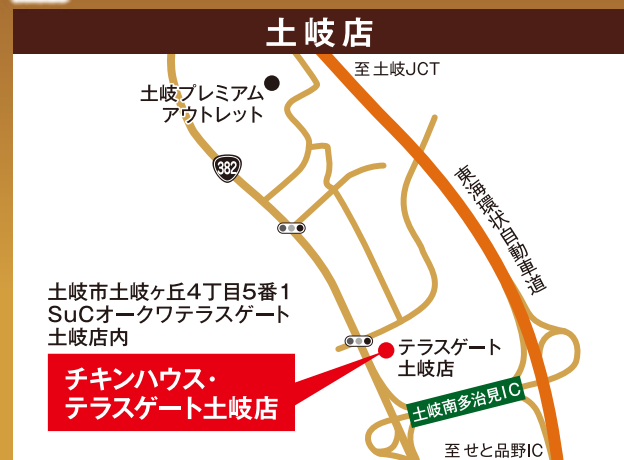 土岐店
至 土岐JCT
土岐プレミアム
アウトレット
382
東海環状自動車道
土岐市土岐ヶ丘4丁目5番1
SuCオークワテラスゲート
土岐店内
テラスゲート
土岐店
チキンハウス・
テラスゲート土岐店
土岐南多治見IC
至 せと品野IC